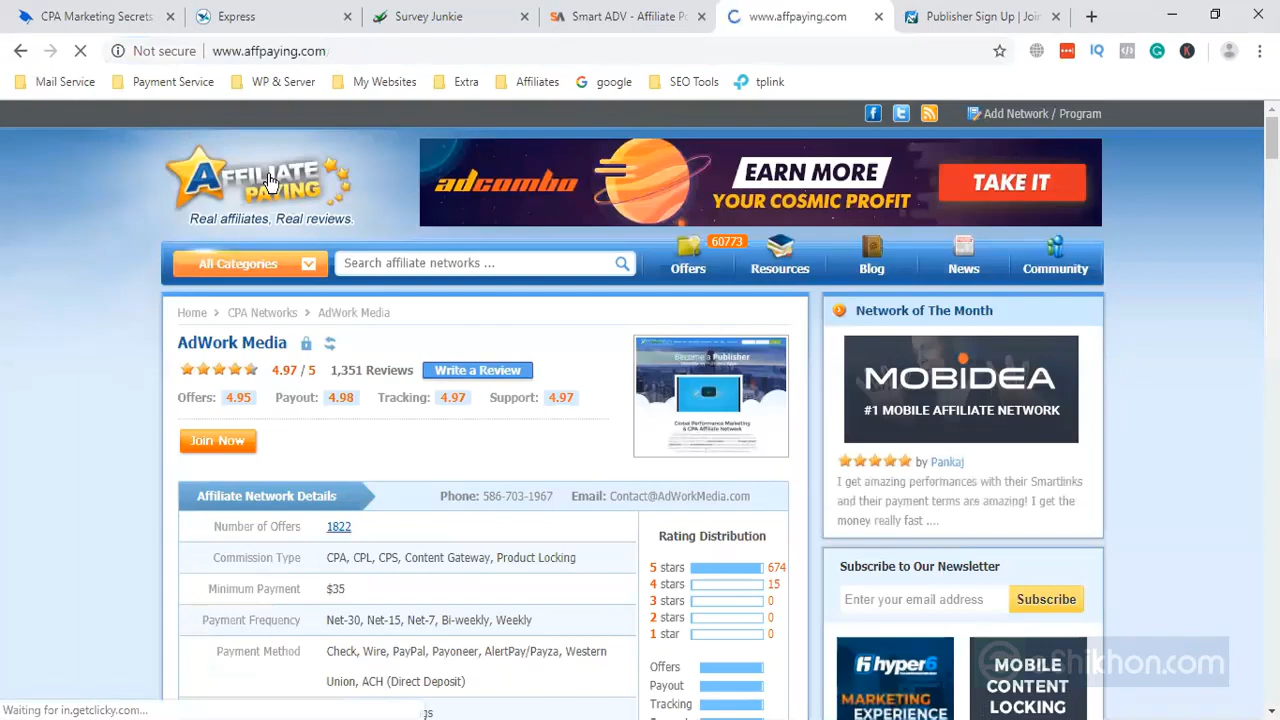 CPA Marketing Secrets
Express
Survey Junkie
Smart ADV - Affiliate Po
www.affpaying.com
Publisher Sign Up | Join
Not secure
www.affpaying.com
Mail Service
Payment Service
WP & Server
My Websites
Extra
Affiliates
google
SEO Tools
tplink
Add Network / Program
AFFILIATE
PAYING
Real affiliates, Real reviews.
adcombo
EARN MORE
YOUR COSMIC PROFIT
TAKE IT
All Categories
Search affiliate networks ...
60773
Offers
Resources
Blog
News
Community
Home > CPA Networks > AdWork Media
AdWork Media
4.97 / 5 1,351 Reviews Write a Review
Offers: 4.95 Payout: 4.98 Tracking: 4.97 Support: 4.97
Join Now
Become a Publisher
Affiliate Network Details Phone: 586-703-1967 Email: Contact@AdWorkMedia.com
Number of Offers 1822
Commission Type CPA, CPL, CPS, Content Gateway, Product Locking
Minimum Payment $35
Payment Frequency Net-30, Net-15, Net-7, Bi-weekly, Weekly
Payment Method Check, Wire, PayPal, Payoneer, AlertPay/Payza, Western
Union, ACH (Direct Deposit)
Rating Distribution
5 stars 674
4 stars 15
3 stars 0
2 stars 0
1 star 0
Offers
Payout
Tracking
Network of The Month
MOBIDEA
#1 MOBILE AFFILIATE NETWORK
by Pankaj
I get amazing performances with their Smartlinks
and their payment terms are amazing! I get the
money really fast ....
Subscribe to Our Newsletter
Enter your email address
Subscribe
hyper6
MARKETING
EXPERIENCE
MOBILE
CONTENT
LOCKING
eShikhon.com
Waiting for in.getclicky.com...